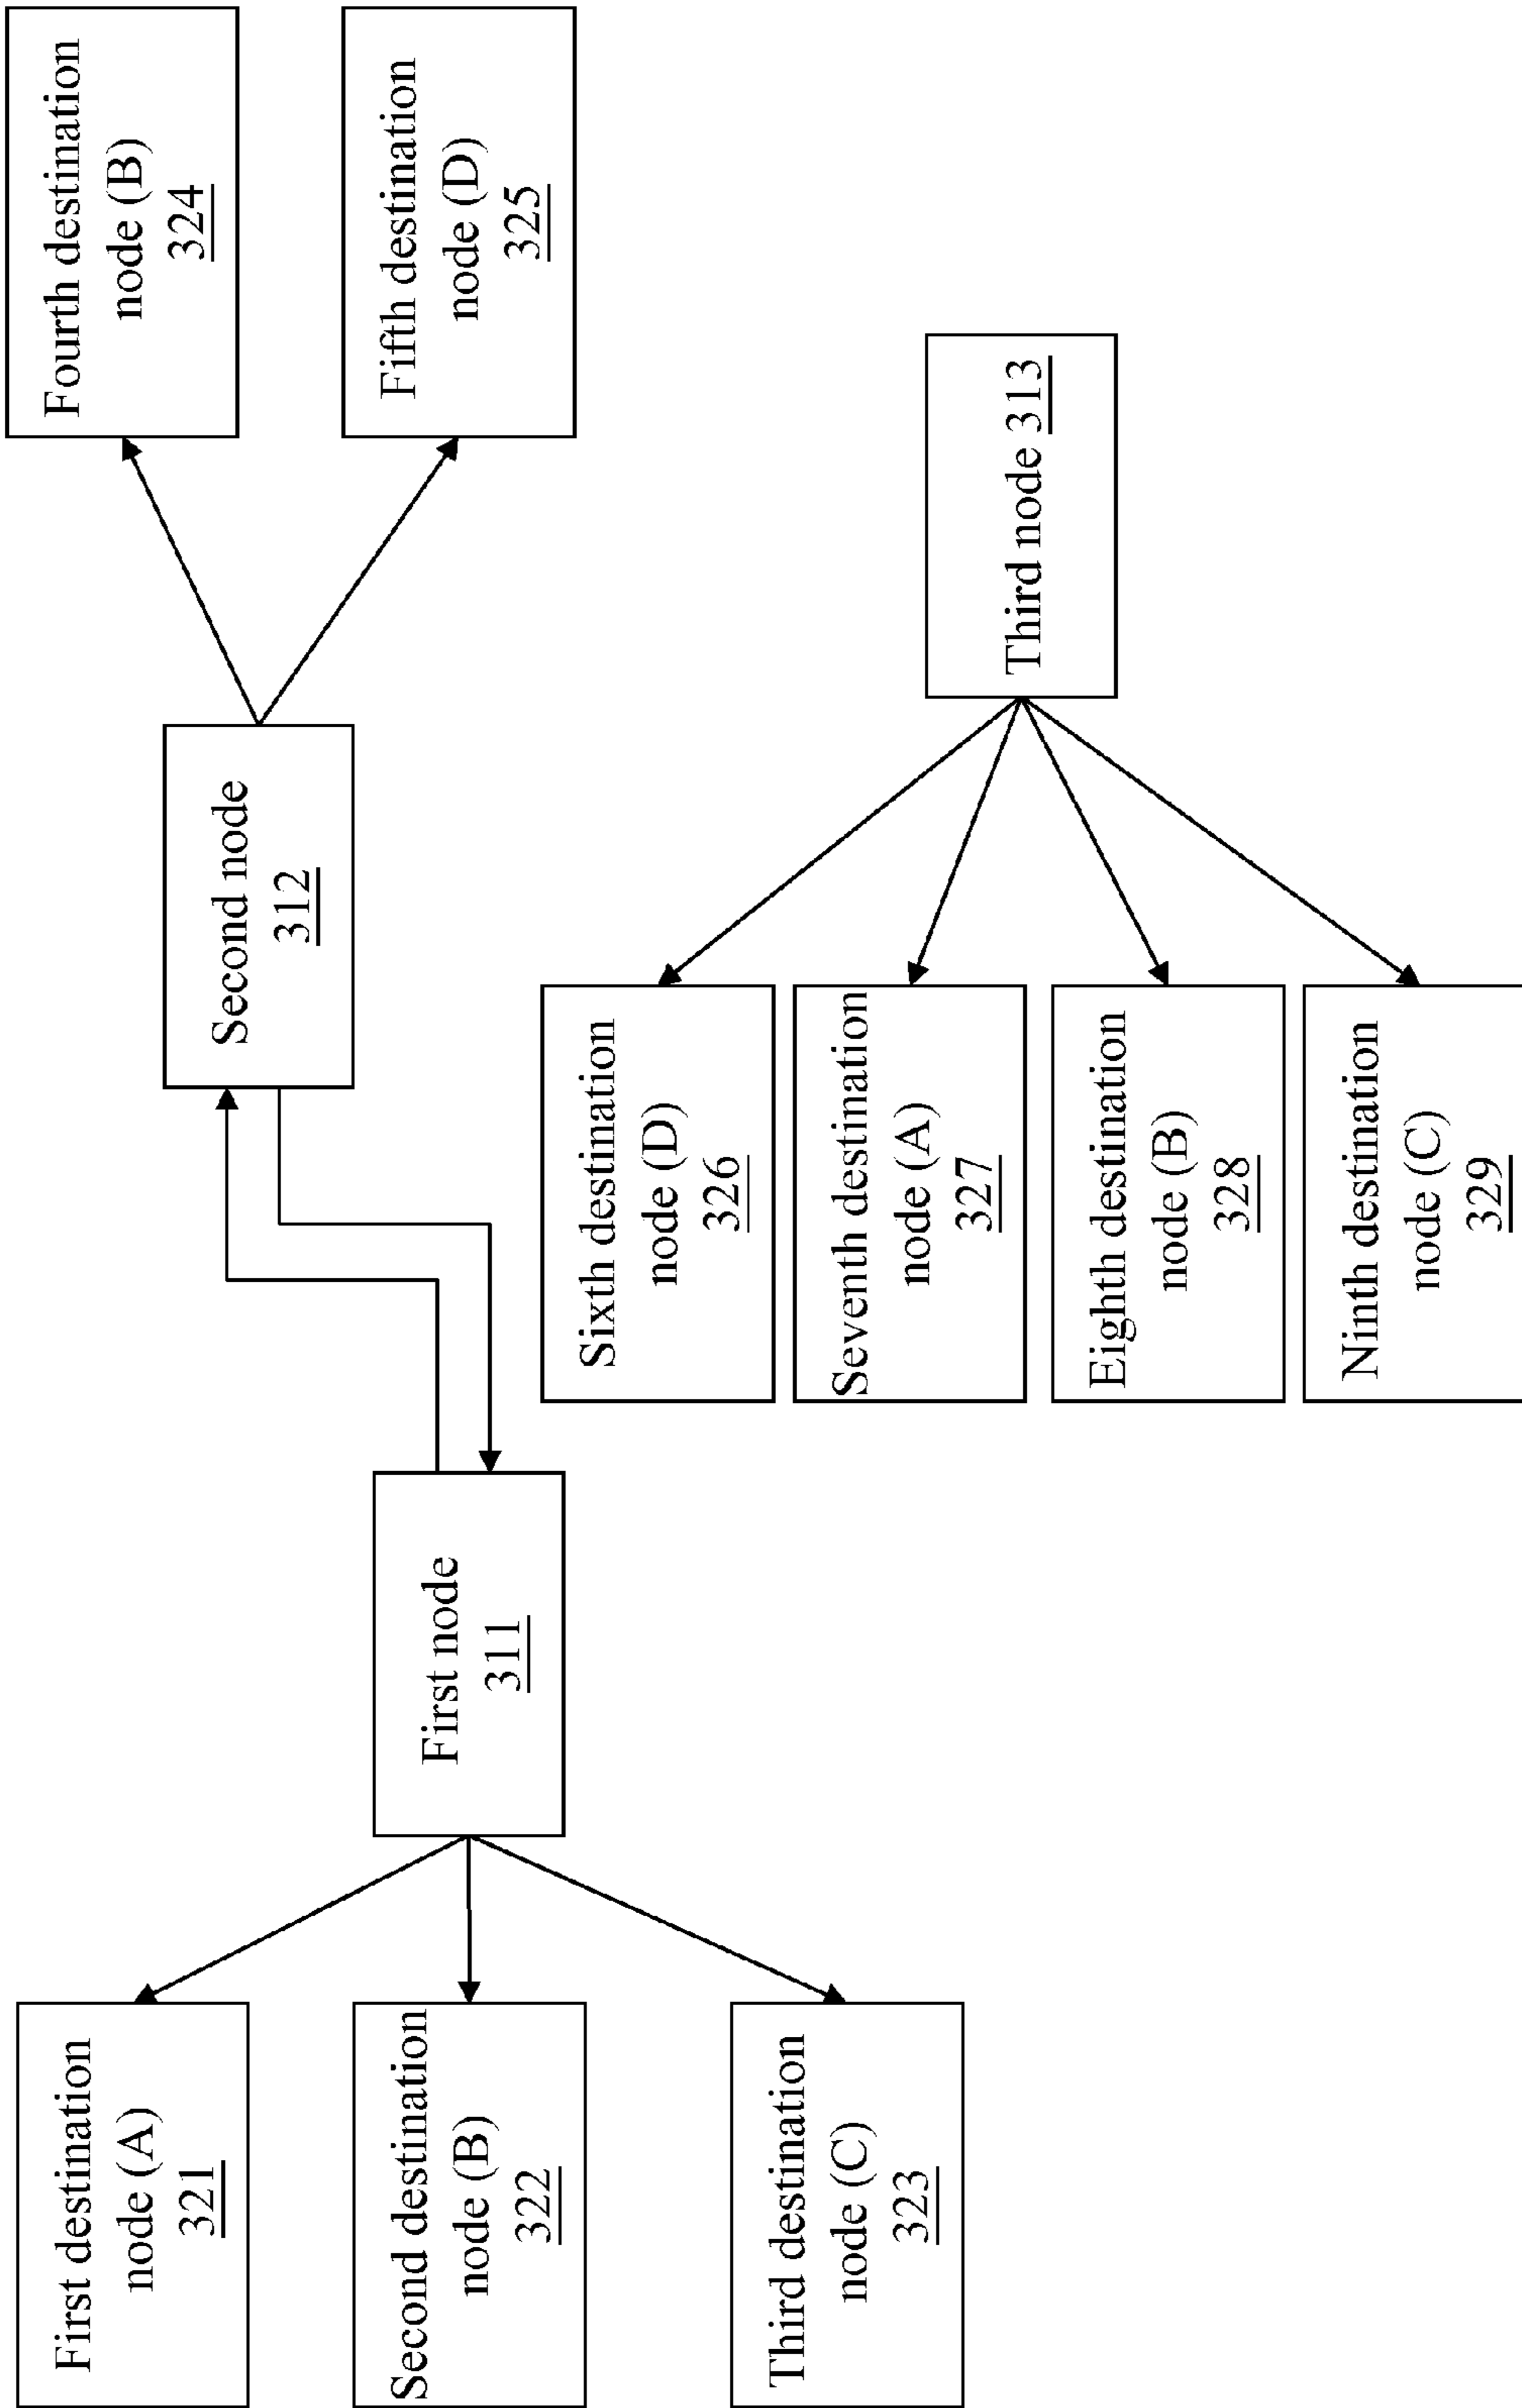 First destination
node (A)
321
Second destination
node (B)
322
Third destination
node (C)
323
First node
311
Second node
312
Fourth destination
node (B)
324
Fifth destination
node (D)
325
Sixth destination
node (D)
326
Seventh destination
node (A)
327
Eighth destination
node (B)
328
Ninth destination
node (C)
329
Third node 313